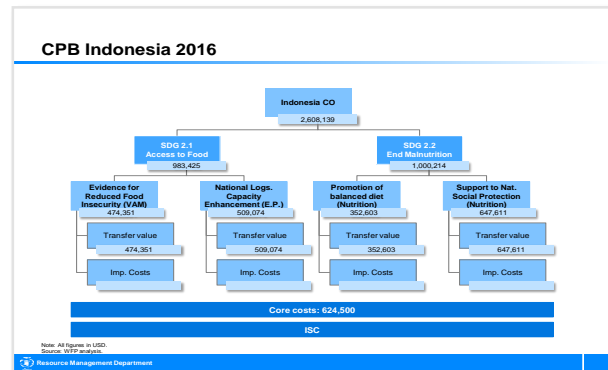 CPB Indonesia 2016
Indonesia CO
2,608,139
SDG 2.1
Access to Food
983,425
SDG 2.2
End Malnutrition
1,000,214
Evidence for
Reduced Food
Insecurity (VAM)
474,351
National Logs.
Capacity
Enhancement (E.P.)
509,074
Promotion of
balanced diet
(Nutrition)
352,603
Support to Nat.
Social Protection
(Nutrition)
647,611
Transfer value
474,351
Transfer value
509,074
Transfer value
352,603
Transfer value
647,611
Imp. Costs
Imp. Costs
Imp. Costs
Imp. Costs
Core costs: 624,500
ISC
Note: All figures in USD.
Source: WFP analysis.
Resource Management Department